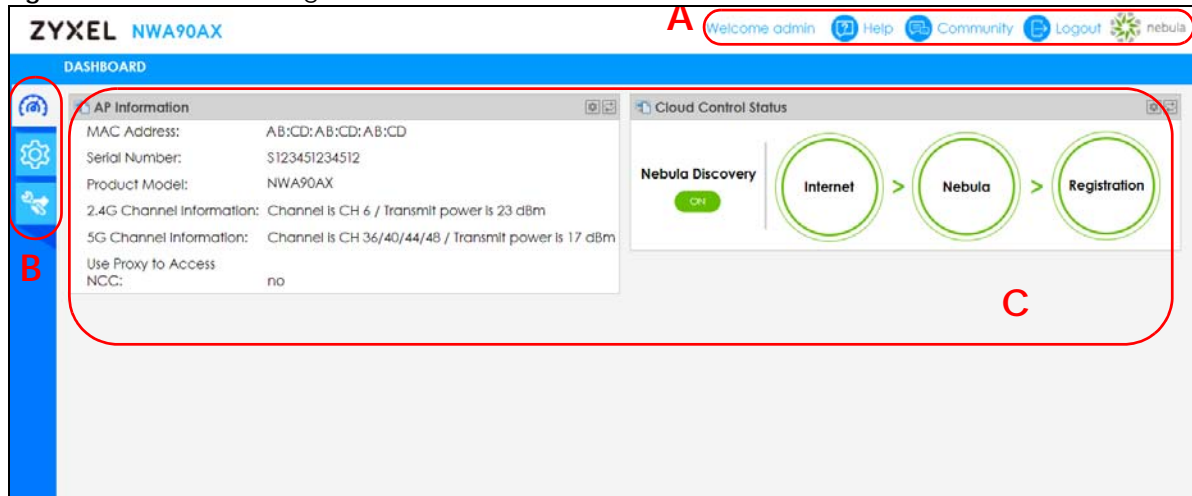 A
ZYXEL NWA90AX
Welcome admin Help Community Logout nebula
DASHBOARD
AP Information
MAC Address: AB:CD:AB:CD:AB:CD
Serial Number: S123451234512
Product Model: NWA90AX
2.4G Channel Information: Channel is CH 6 / Transmit power is 23 dBm
5G Channel Information: Channel is CH 36/40/44/48 / Transmit power is 17 dBm
Use Proxy to Access
NCC: no
Cloud Control Status
Nebula Discovery
ON
Internet > Nebula > Registration
B
C